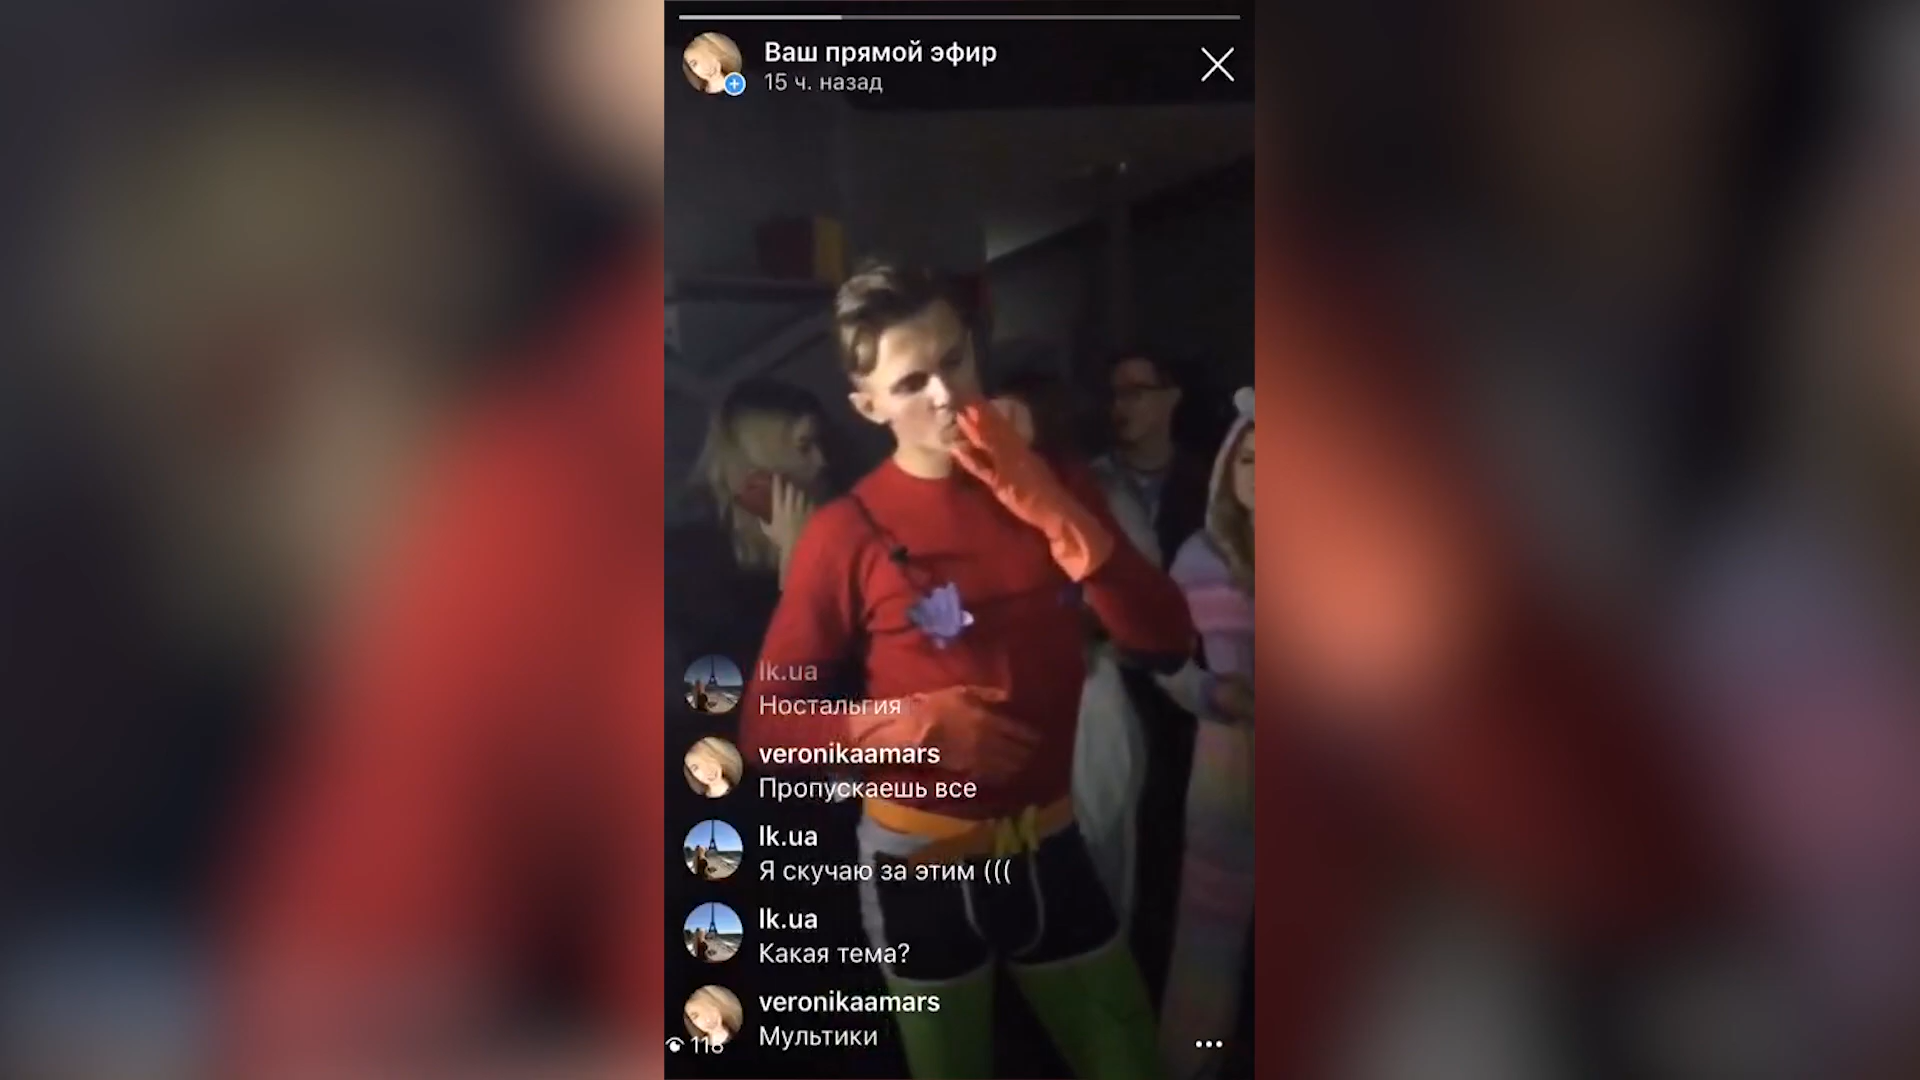 Ваш прямой эфир
15 ч. назад
lk.ua
Ностальгия
veronikaamars
Пропускаешь все
lk.ua
Я скучаю за этим (((
lk.ua
Какая тема?
veronikaamars
Мультики
118